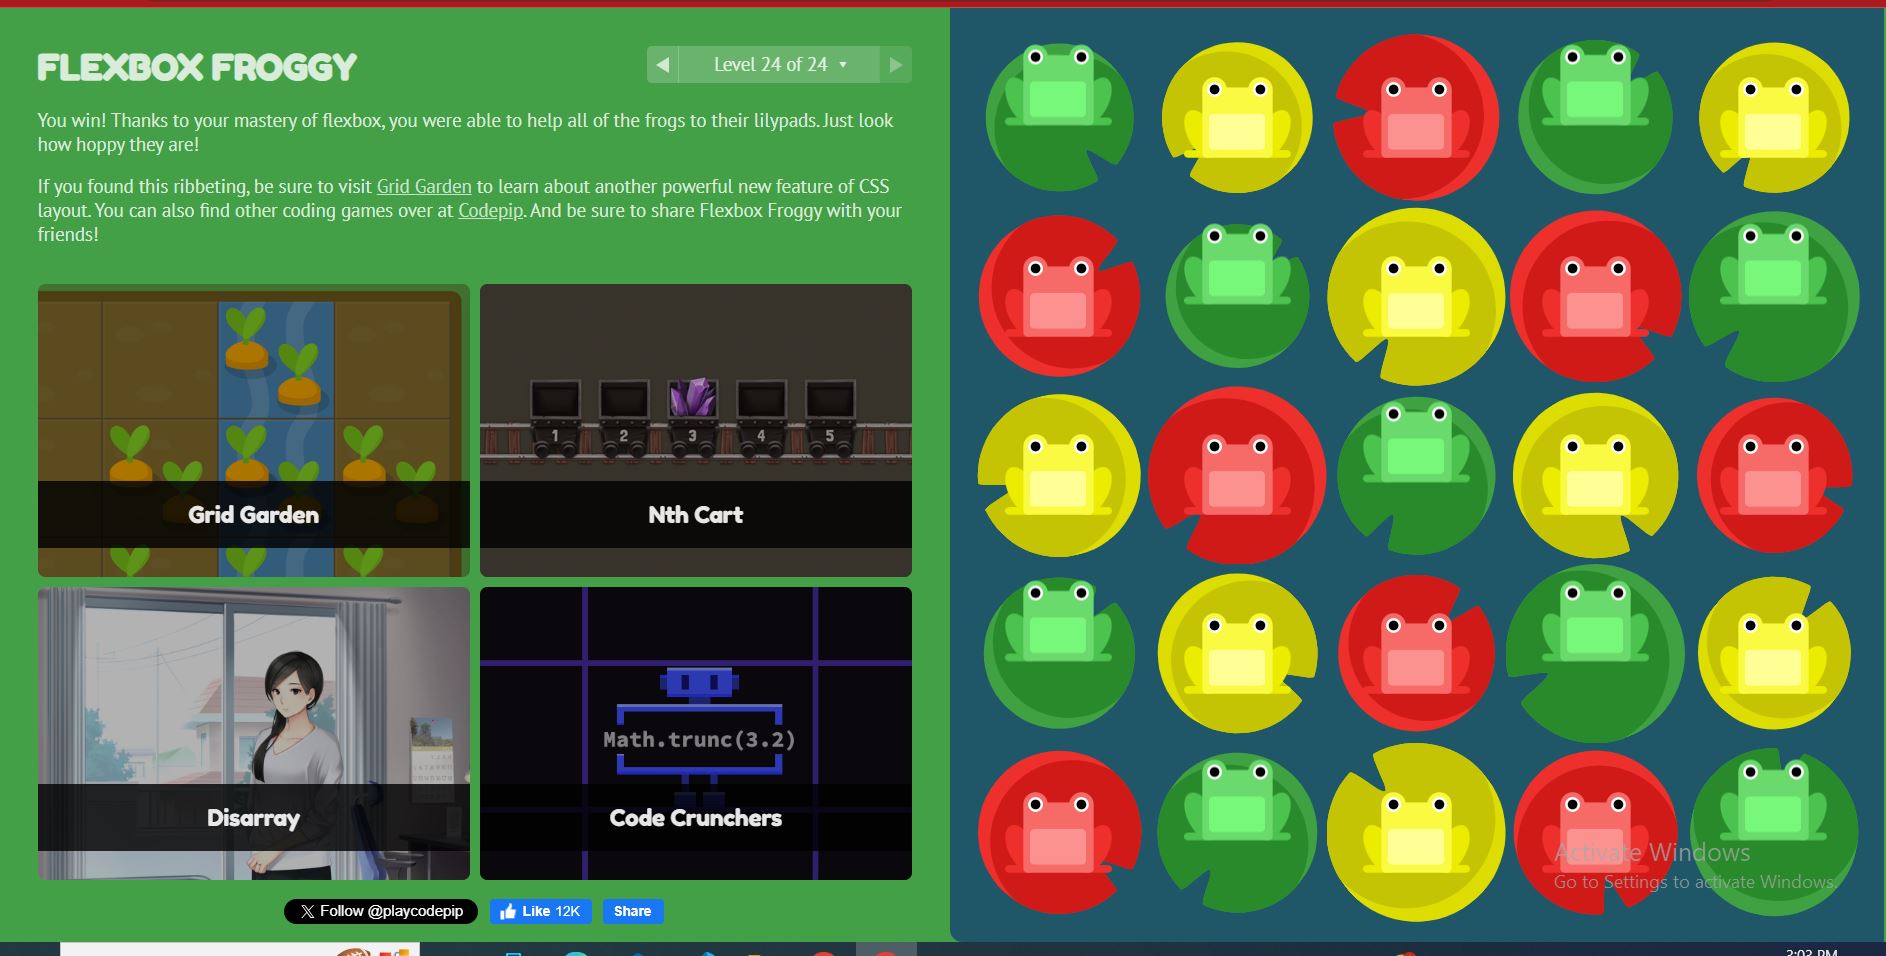 FLEXBOX FROGGY
Level 24 of 24
You win! Thanks to your mastery of flexbox, you were able to help all of the frogs to their lilypads. Just look
how hoppy they are!
If you found this ribbeting, be sure to visit Grid Garden to learn about another powerful new feature of CSS
layout. You can also find other coding games over at Codepip. And be sure to share Flexbox Froggy with your
friends!
Grid Garden
1 2 3 4 5
Nth Cart
Disarray
Math.trunc(3.2)
Code Crunchers
Follow @playcodepip
Like 12K
Share
Activate Windows
Go to Settings to activate Windows.
3:03 PM